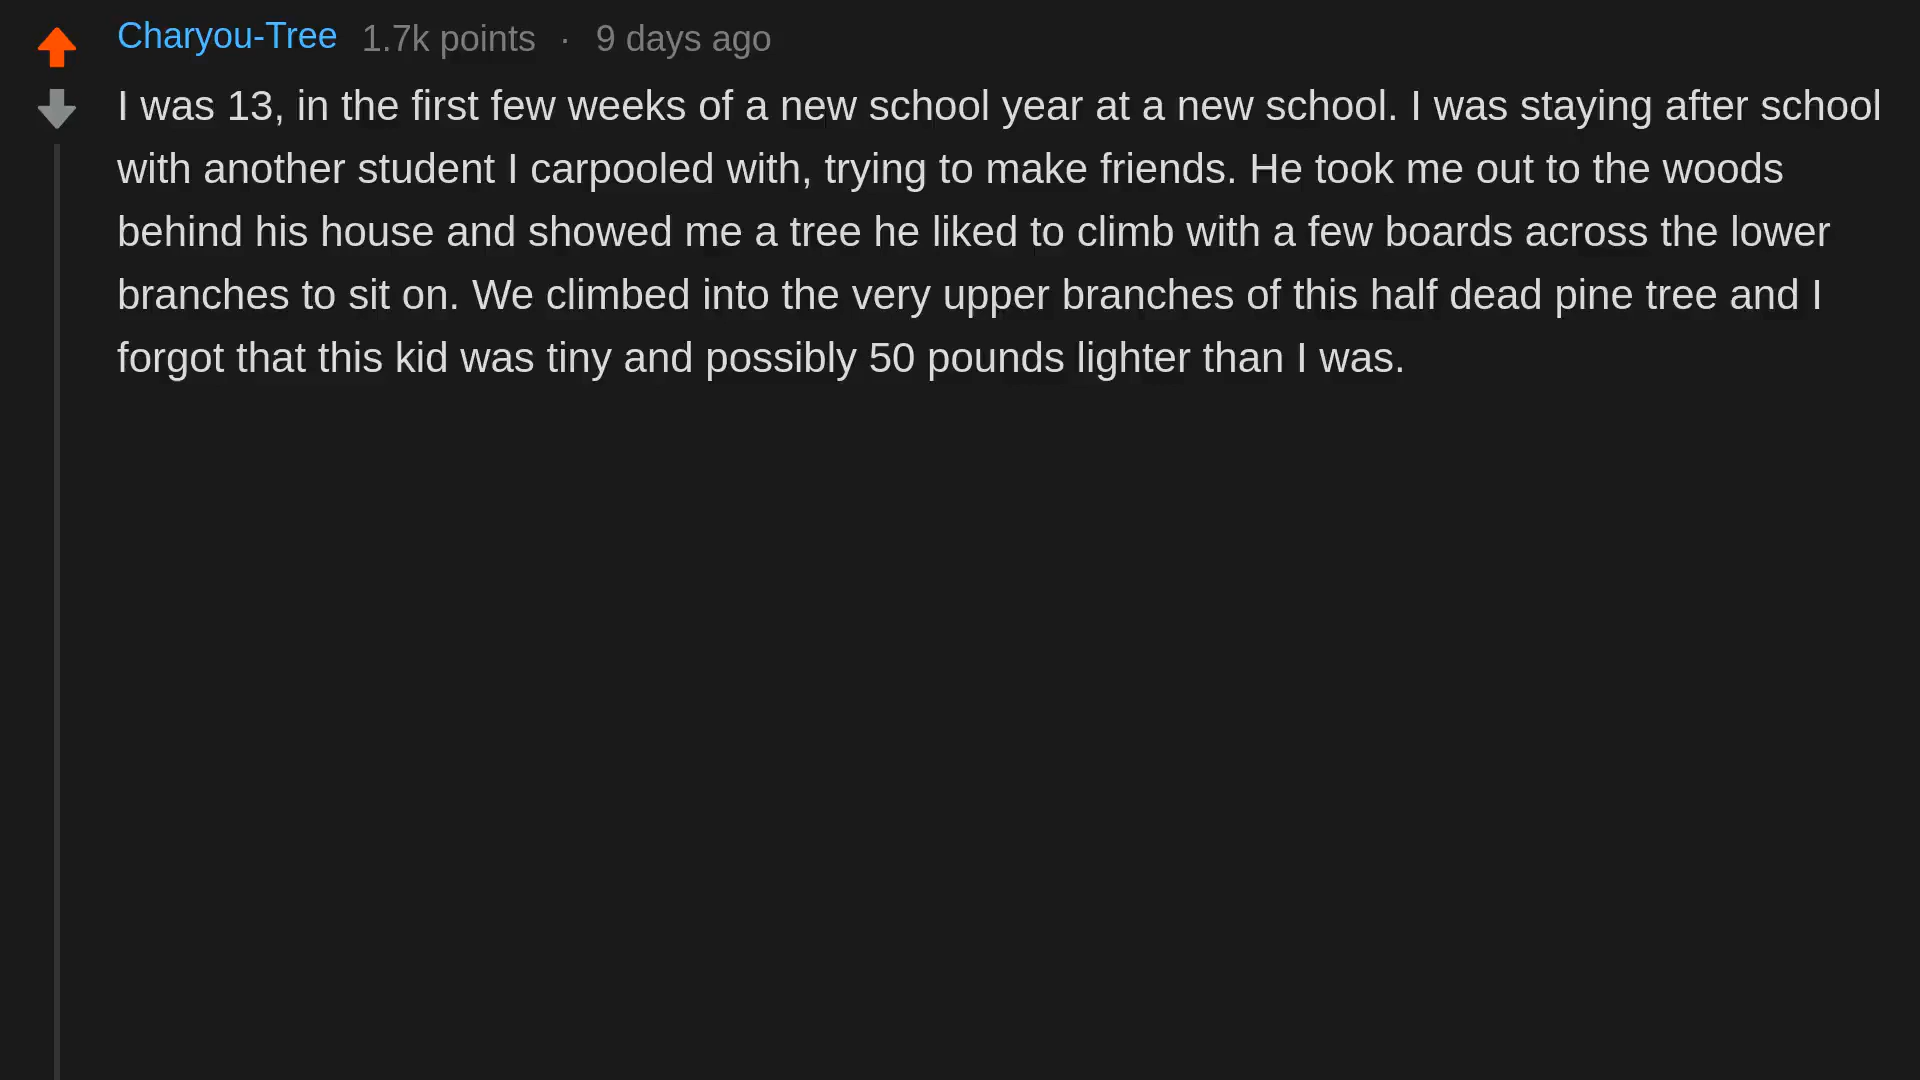 Charyou-Tree 1.7k points · 9 days ago
I was 13, in the first few weeks of a new school year at a new school. I was staying after school
with another student I carpooled with, trying to make friends. He took me out to the woods
behind his house and showed me a tree he liked to climb with a few boards across the lower
branches to sit on. We climbed into the very upper branches of this half dead pine tree and I
forgot that this kid was tiny and possibly 50 pounds lighter than I was.